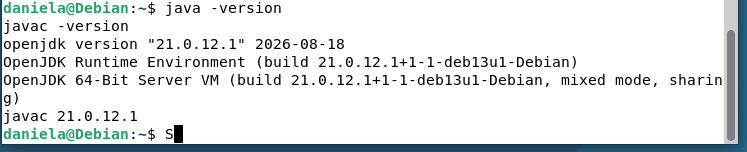 daniela@Debian:~$ java -version
javac -version
openjdk version "21.0.12.1" 2026-08-18
OpenJDK Runtime Environment (build 21.0.12.1+1-1-deb13u1-Debian)
OpenJDK 64-Bit Server VM (build 21.0.12.1+1-1-deb13u1-Debian, mixed mode, sharin
g)
javac 21.0.12.1
daniela@Debian:~$ S